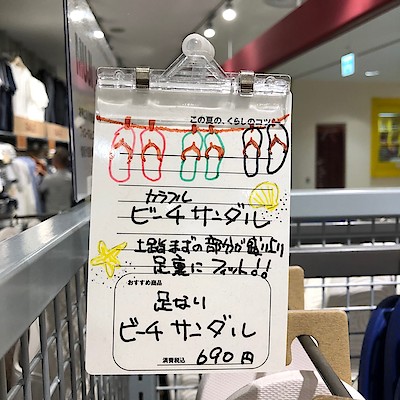 この夏の、くらしのコツ。
カラフル
ビーチサンダル
土踏まずの部分が盛り上り
足裏にフィット!!
おすすめ商品
足なり
ビーチサンダル
消費税込 690円